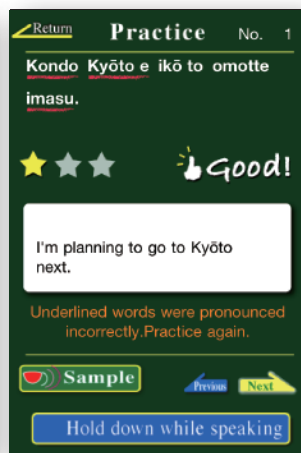 Return Practice No. 1
Kondo Kyōto e ikō to omotte
imasu.
Good!
I'm planning to go to Kyōto
next.
Underlined words were pronounced
incorrectly.Practice again.
Sample Previous Next
Hold down while speaking